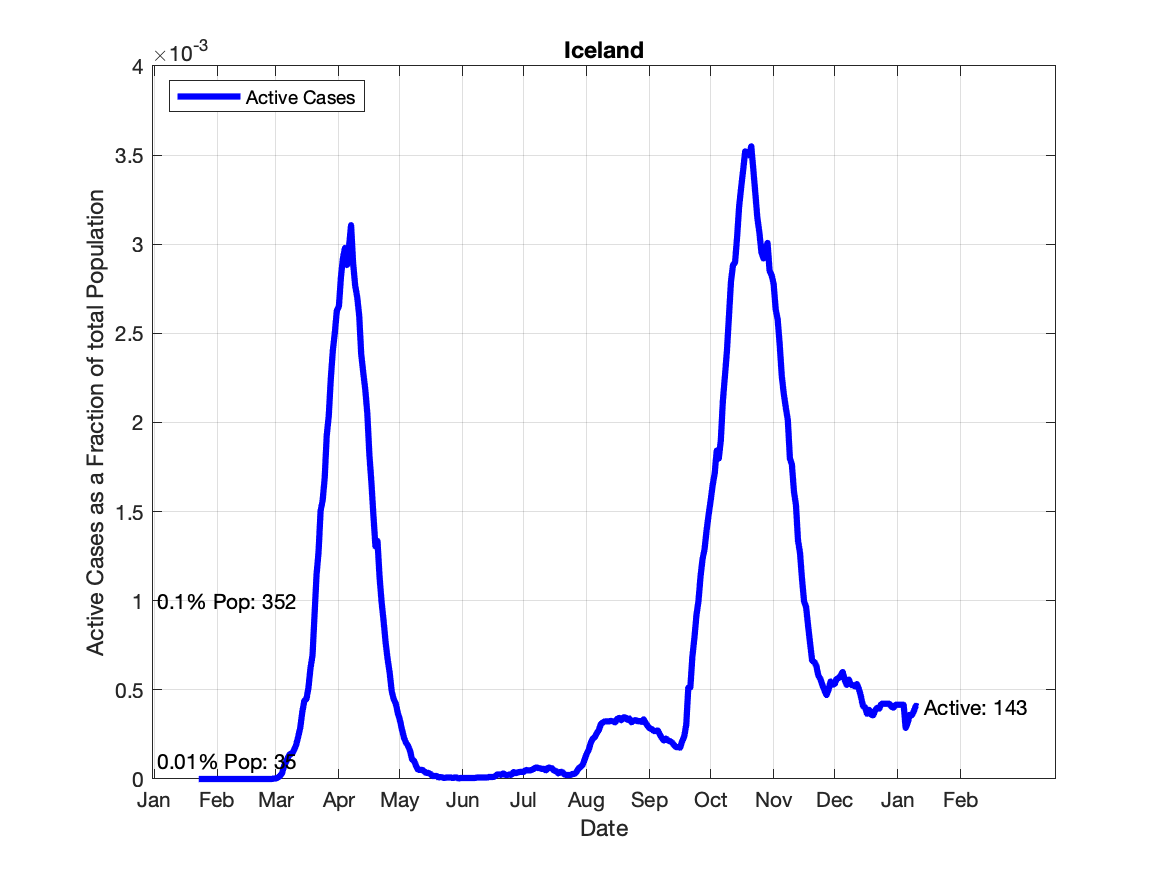 Iceland
×10-3
4
3.5
3
2.5
2
1.5
1
0.5
0
Active Cases as a Fraction of total Population
Active Cases
0.1% Pop: 352
0.01% Pop: 35
Active: 143
Jan Feb Mar Apr May Jun Jul Aug Sep Oct Nov Dec Jan Feb
Date